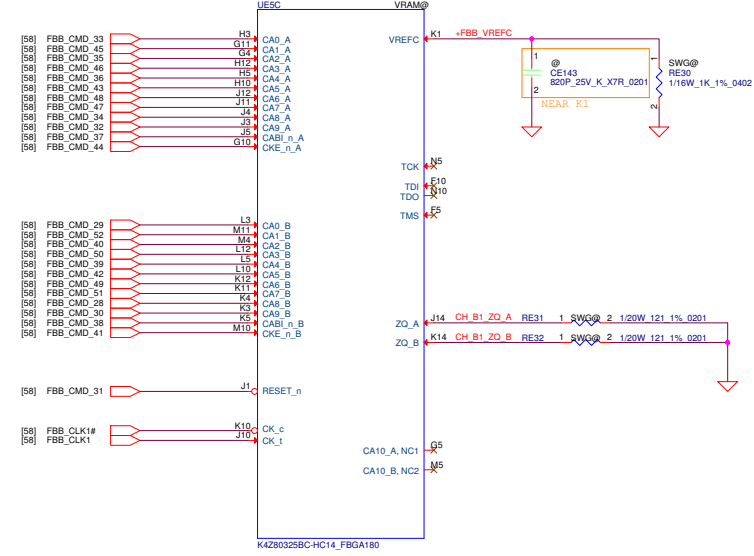 UE5C VRAM@
[58] FBB_CMD_33 H3 CA0_A
[58] FBB_CMD_45 G11 CA1_A
[58] FBB_CMD_35 G4 CA2_A
[58] FBB_CMD_46 H12 CA3_A
[58] FBB_CMD_36 H5 CA4_A
[58] FBB_CMD_43 H10 CA5_A
[58] FBB_CMD_48 J12 CA6_A
[58] FBB_CMD_47 J11 CA7_A
[58] FBB_CMD_34 J4 CA8_A
[58] FBB_CMD_32 J3 CA9_A
[58] FBB_CMD_37 J5 CABI_n_A
[58] FBB_CMD_44 G10 CKE_n_A
VREFC K1 +FBB_VREFC
1 @
CE143
820P_25V_K_X7R_0201
2
NEAR K1
1 SWG@
RE30
1/16W_1K_1%_0402
2
TCK N5
TDI F10
TDO N10
TMS F5
[58] FBB_CMD_29 L3 CA0_B
[58] FBB_CMD_52 M11 CA1_B
[58] FBB_CMD_40 M4 CA2_B
[58] FBB_CMD_50 L12 CA3_B
[58] FBB_CMD_39 L5 CA4_B
[58] FBB_CMD_42 L10 CA5_B
[58] FBB_CMD_49 K12 CA6_B
[58] FBB_CMD_51 K11 CA7_B
[58] FBB_CMD_28 K4 CA8_B
[58] FBB_CMD_30 K3 CA9_B
[58] FBB_CMD_38 K5 CABI_n_B
[58] FBB_CMD_41 M10 CKE_n_B
ZQ_A J14 CH_B1_ZQ_A RE31 1 SWG@ 2 1/20W_121_1%_0201
ZQ_B K14 CH_B1_ZQ_B RE32 1 SWG@ 2 1/20W_121_1%_0201
[58] FBB_CMD_31 J1 RESET_n
[58] FBB_CLK1# K10 CK_c
[58] FBB_CLK1 J10 CK_t
CA10_A, NC1 G5
CA10_B, NC2 M5
K4Z80325BC-HC14_FBGA180